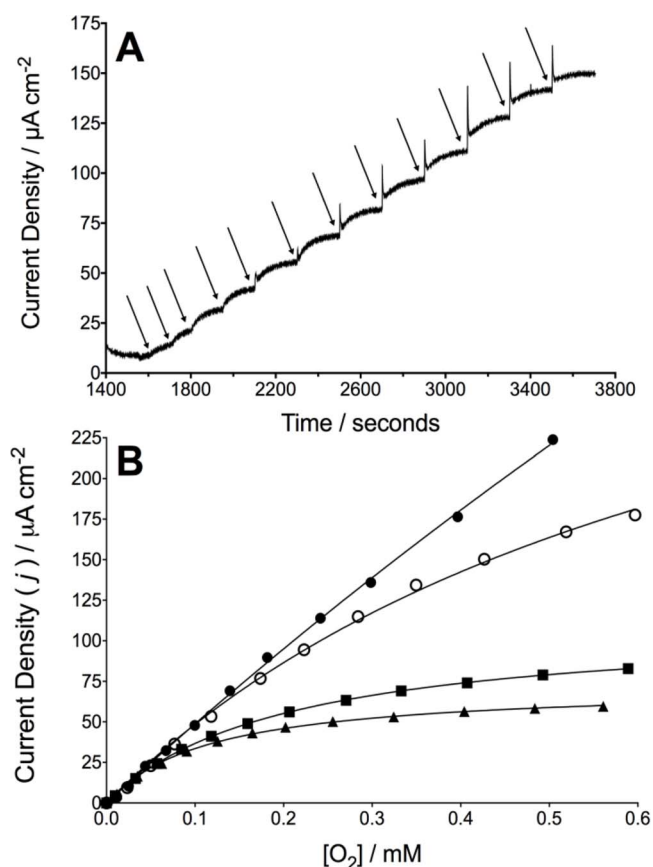 A
Current Density / µA cm-2
175
150
125
100
75
50
25
0
1400 1800 2200 2600 3000 3400 3800
Time / seconds
B
Current Density (j) / µA cm-2
225
200
175
150
125
100
75
50
25
0
0.0 0.1 0.2 0.3 0.4 0.5 0.6
[O2] / mM